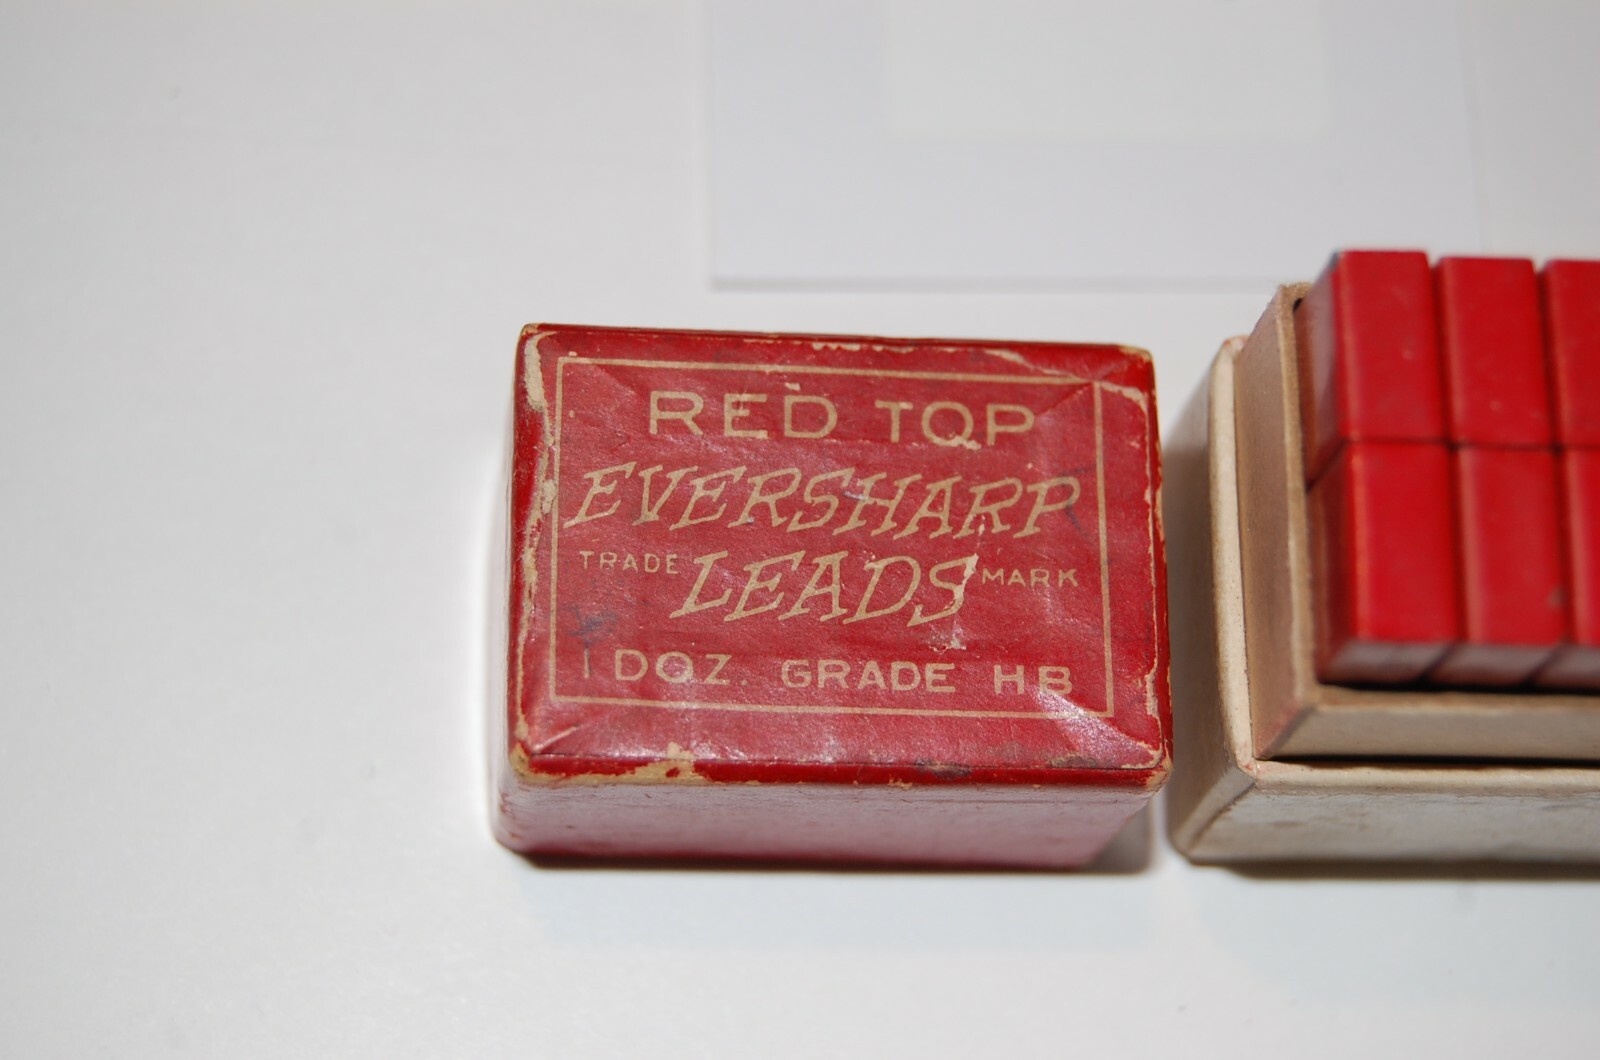 RED TOP
EVERSHARP
TRADE LEADS MARK
1 DOZ. GRADE HB